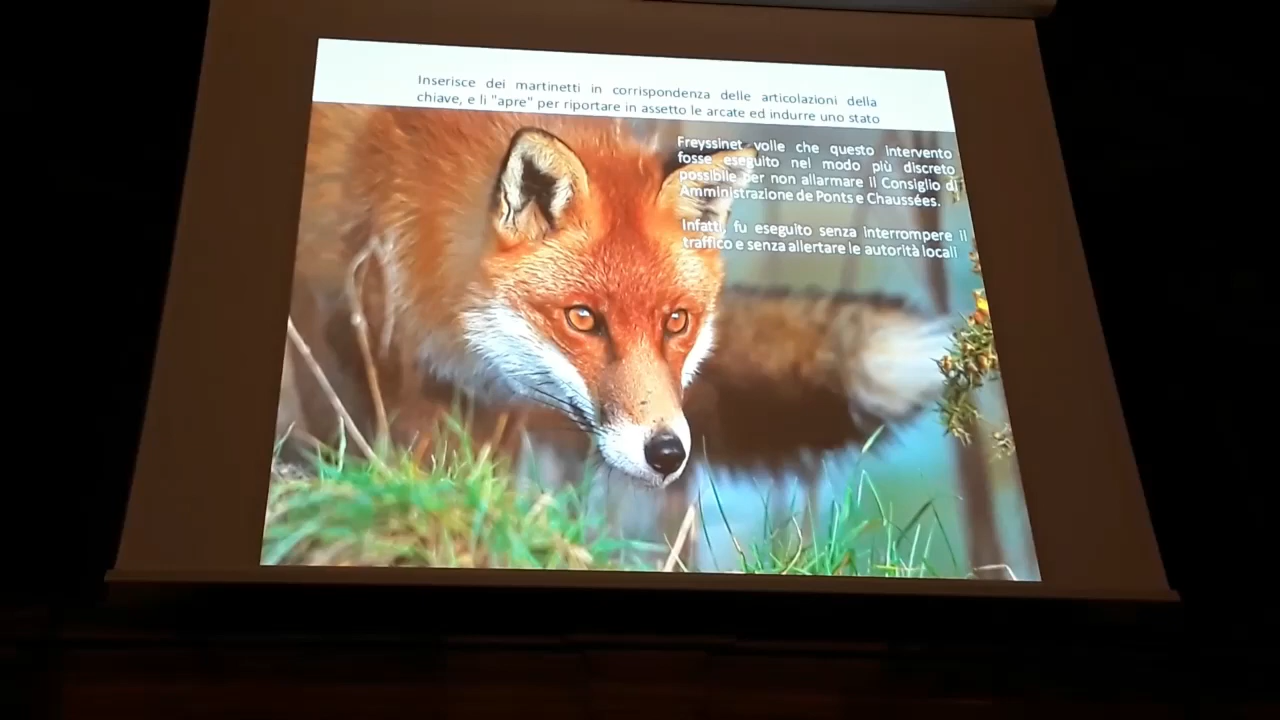 Inserisce dei martinetti in corrispondenza delle articolazioni della
chiave, e li "apre" per riportare in assetto le arcate ed indurre uno stato
Freyssinet volle che questo intervento
fosse eseguito nel modo più discreto
possibile per non allarmare il Consiglio di
Amministrazione de Ponts e Chaussées.
Infatti, fu eseguito senza interrompere il
traffico e senza allertare le autorità locali